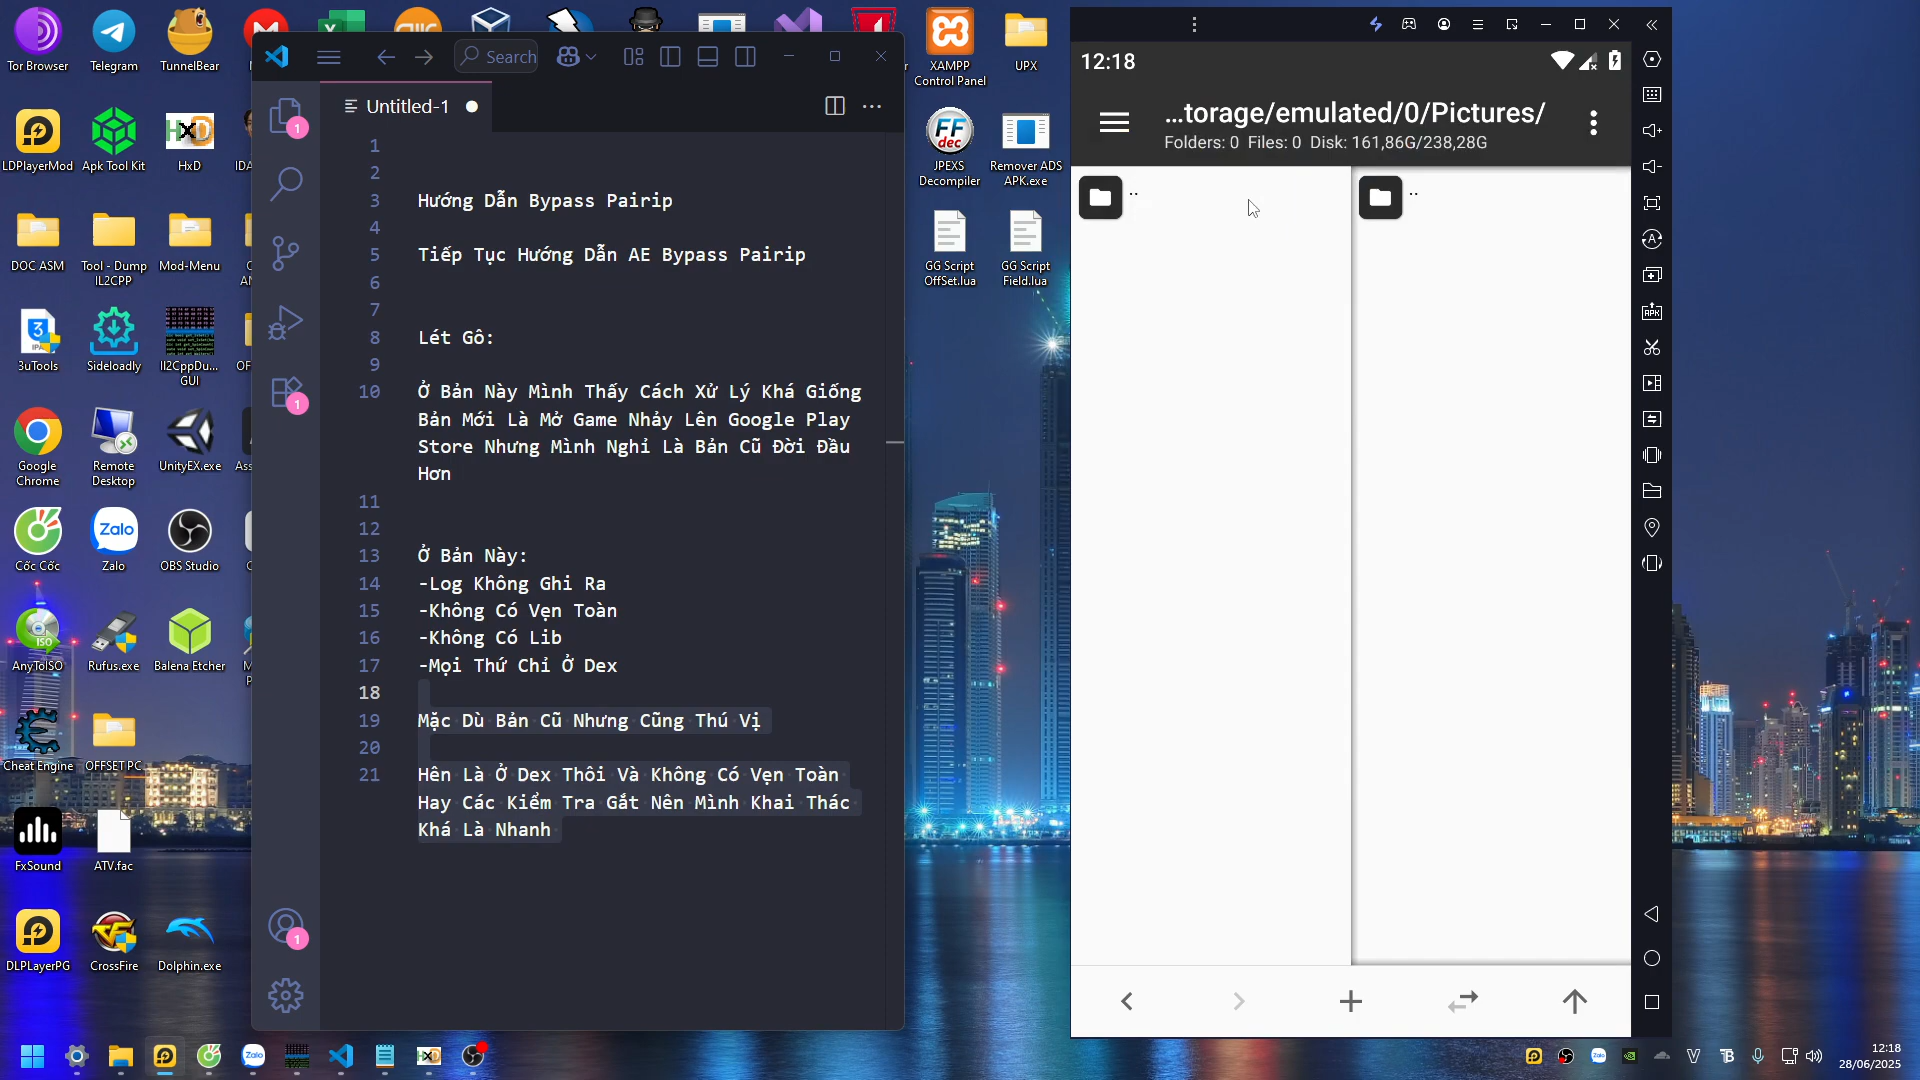 Tor Browser
Telegram
TunnelBear
XAMPP
Control Panel
UPX
LDPlayerMod
Apk Tool Kit
HxD
JPEXS
Decompiler
Remover ADS
APK.exe
DOC ASM
Tool - Dump
IL2CPP
Mod-Menu
GG Script
OffSet.lua
GG Script
Field.lua
3uTools
Sideloadly
Il2CppDu...
GUI
Google
Chrome
Remote
Desktop
UnityEX.exe
Cốc Cốc
Zalo
OBS Studio
AnyToISO
Rufus.exe
Balena Etcher
Cheat Engine
OFFSET PC
FxSound
ATV.fac
DLPLayerPG
CrossFire
Dolphin.exe
Search
Untitled-1
1
2
3 Hướng Dẫn Bypass Pairip
4
5 Tiếp Tục Hướng Dẫn AE Bypass Pairip
6
7
8 Lét Gô:
9
10 Ở Bản Này Mình Thấy Cách Xử Lý Khá Giống
Bản Mới Là Mở Game Nhảy Lên Google Play
Store Nhưng Mình Nghỉ Là Bản Cũ Đời Đầu
Hơn
11
12
13 Ở Bản Này:
14 -Log Không Ghi Ra
15 -Không Có Vẹn Toàn
16 -Không Có Lib
17 -Mọi Thứ Chỉ Ở Dex
18
19 Mặc Dù Bản Cũ Nhưng Cũng Thú Vị
20
21 Hên Là Ở Dex Thôi Và Không Có Vẹn Toàn
Hay Các Kiểm Tra Gắt Nên Mình Khai Thác
Khá Là Nhanh
12:18
...torage/emulated/0/Pictures/
Folders: 0 Files: 0 Disk: 161,86G/238,28G
..
..
12:18
28/06/2025